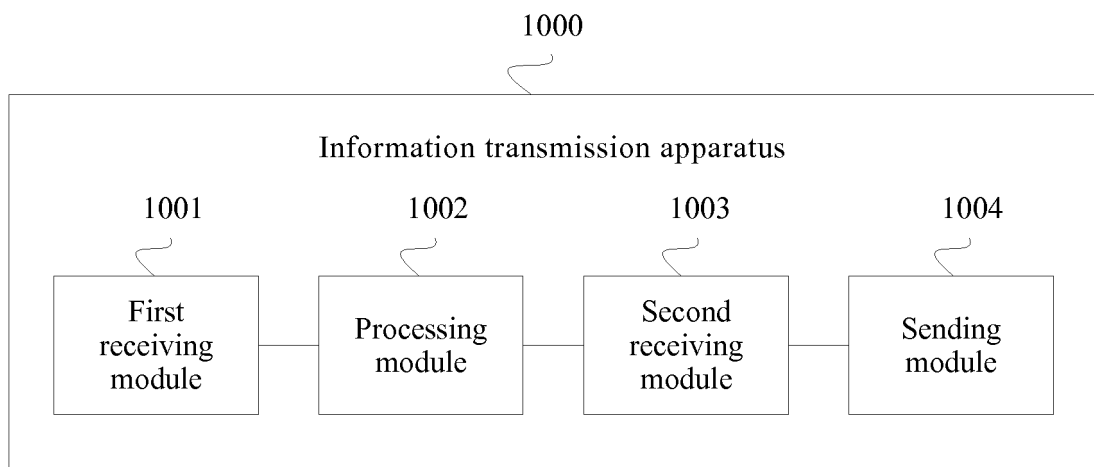 1000
Information transmission apparatus
1001
1002
1003
1004
First
receiving
module
Processing
module
Second
receiving
module
Sending
module